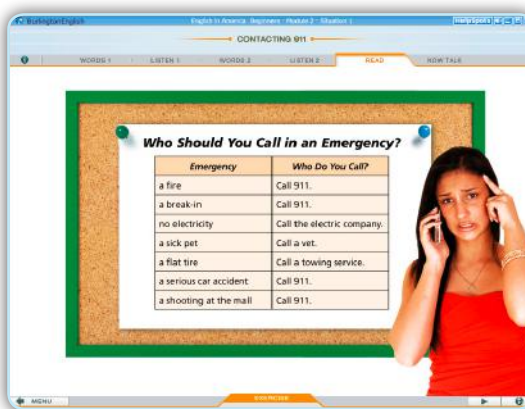 BurlingtonEnglish
English in America: Beginners - Module 2 - Situation 1
CONTACTING 911
WORDS 1
LISTEN 1
WORDS 2
LISTEN 2
READ
NOW TALK
Who Should You Call in an Emergency?
Emergency Who Do You Call?
a fire Call 911.
a break-in Call 911.
no electricity Call the electric company.
a sick pet Call a vet.
a flat tire Call a towing service.
a serious car accident Call 911.
a shooting at the mall Call 911.
MENU
EXERCISE